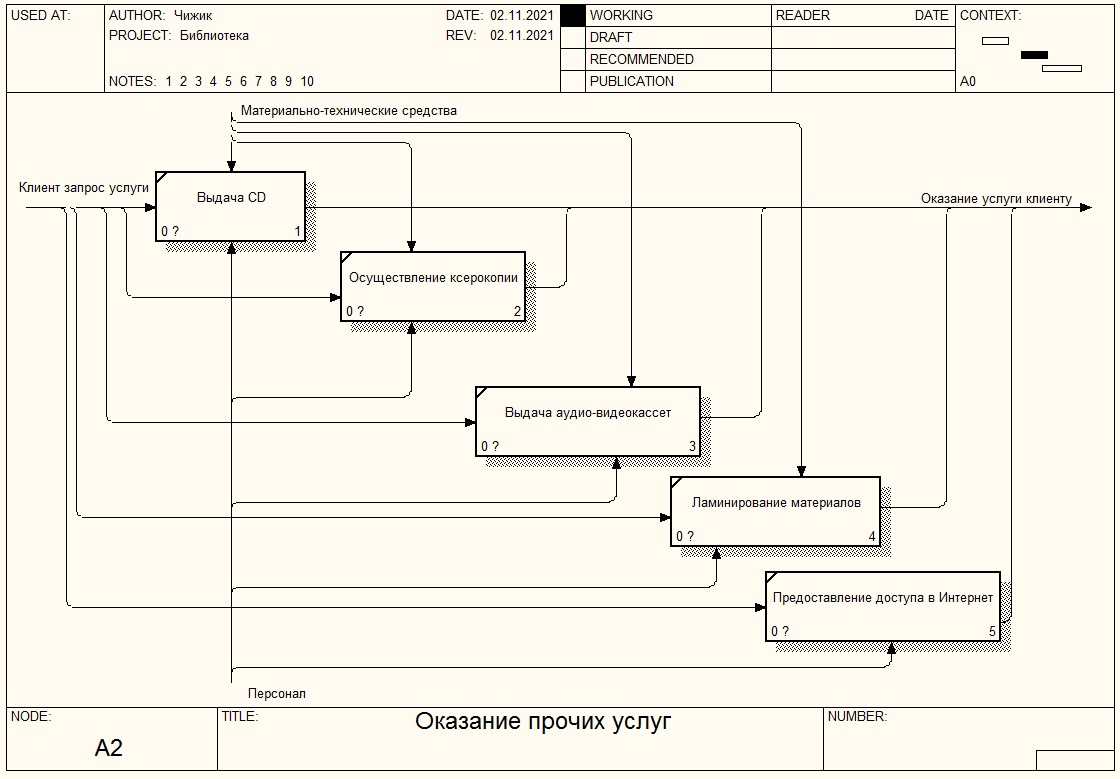 USED AT:
AUTHOR: Чижик
DATE: 02.11.2021
PROJECT: Библиотека
REV: 02.11.2021
NOTES: 1 2 3 4 5 6 7 8 9 10
WORKING
DRAFT
RECOMMENDED
PUBLICATION
READER DATE
CONTEXT:
A0
Материально-технические средства
Клиент запрос услуги
Выдача CD
0 ? 1
Оказание услуги клиенту
Осуществление ксерокопии
0 ? 2
Выдача аудио-видеокассет
0 ? 3
Ламинирование материалов
0 ? 4
Предоставление доступа в Интернет
0 ? 5
Персонал
NODE:
A2
TITLE:
Оказание прочих услуг
NUMBER: